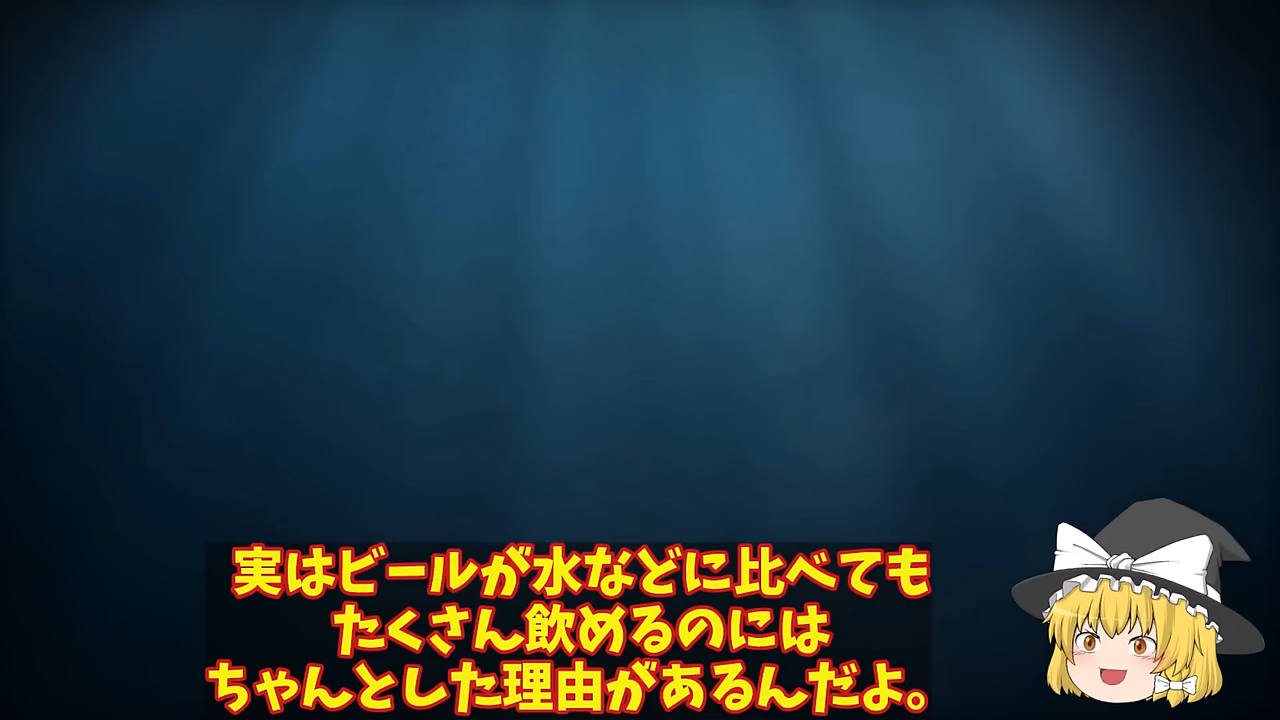 実はビールが水などに比べても
たくさん飲めるのには
ちゃんとした理由があるんだよ。